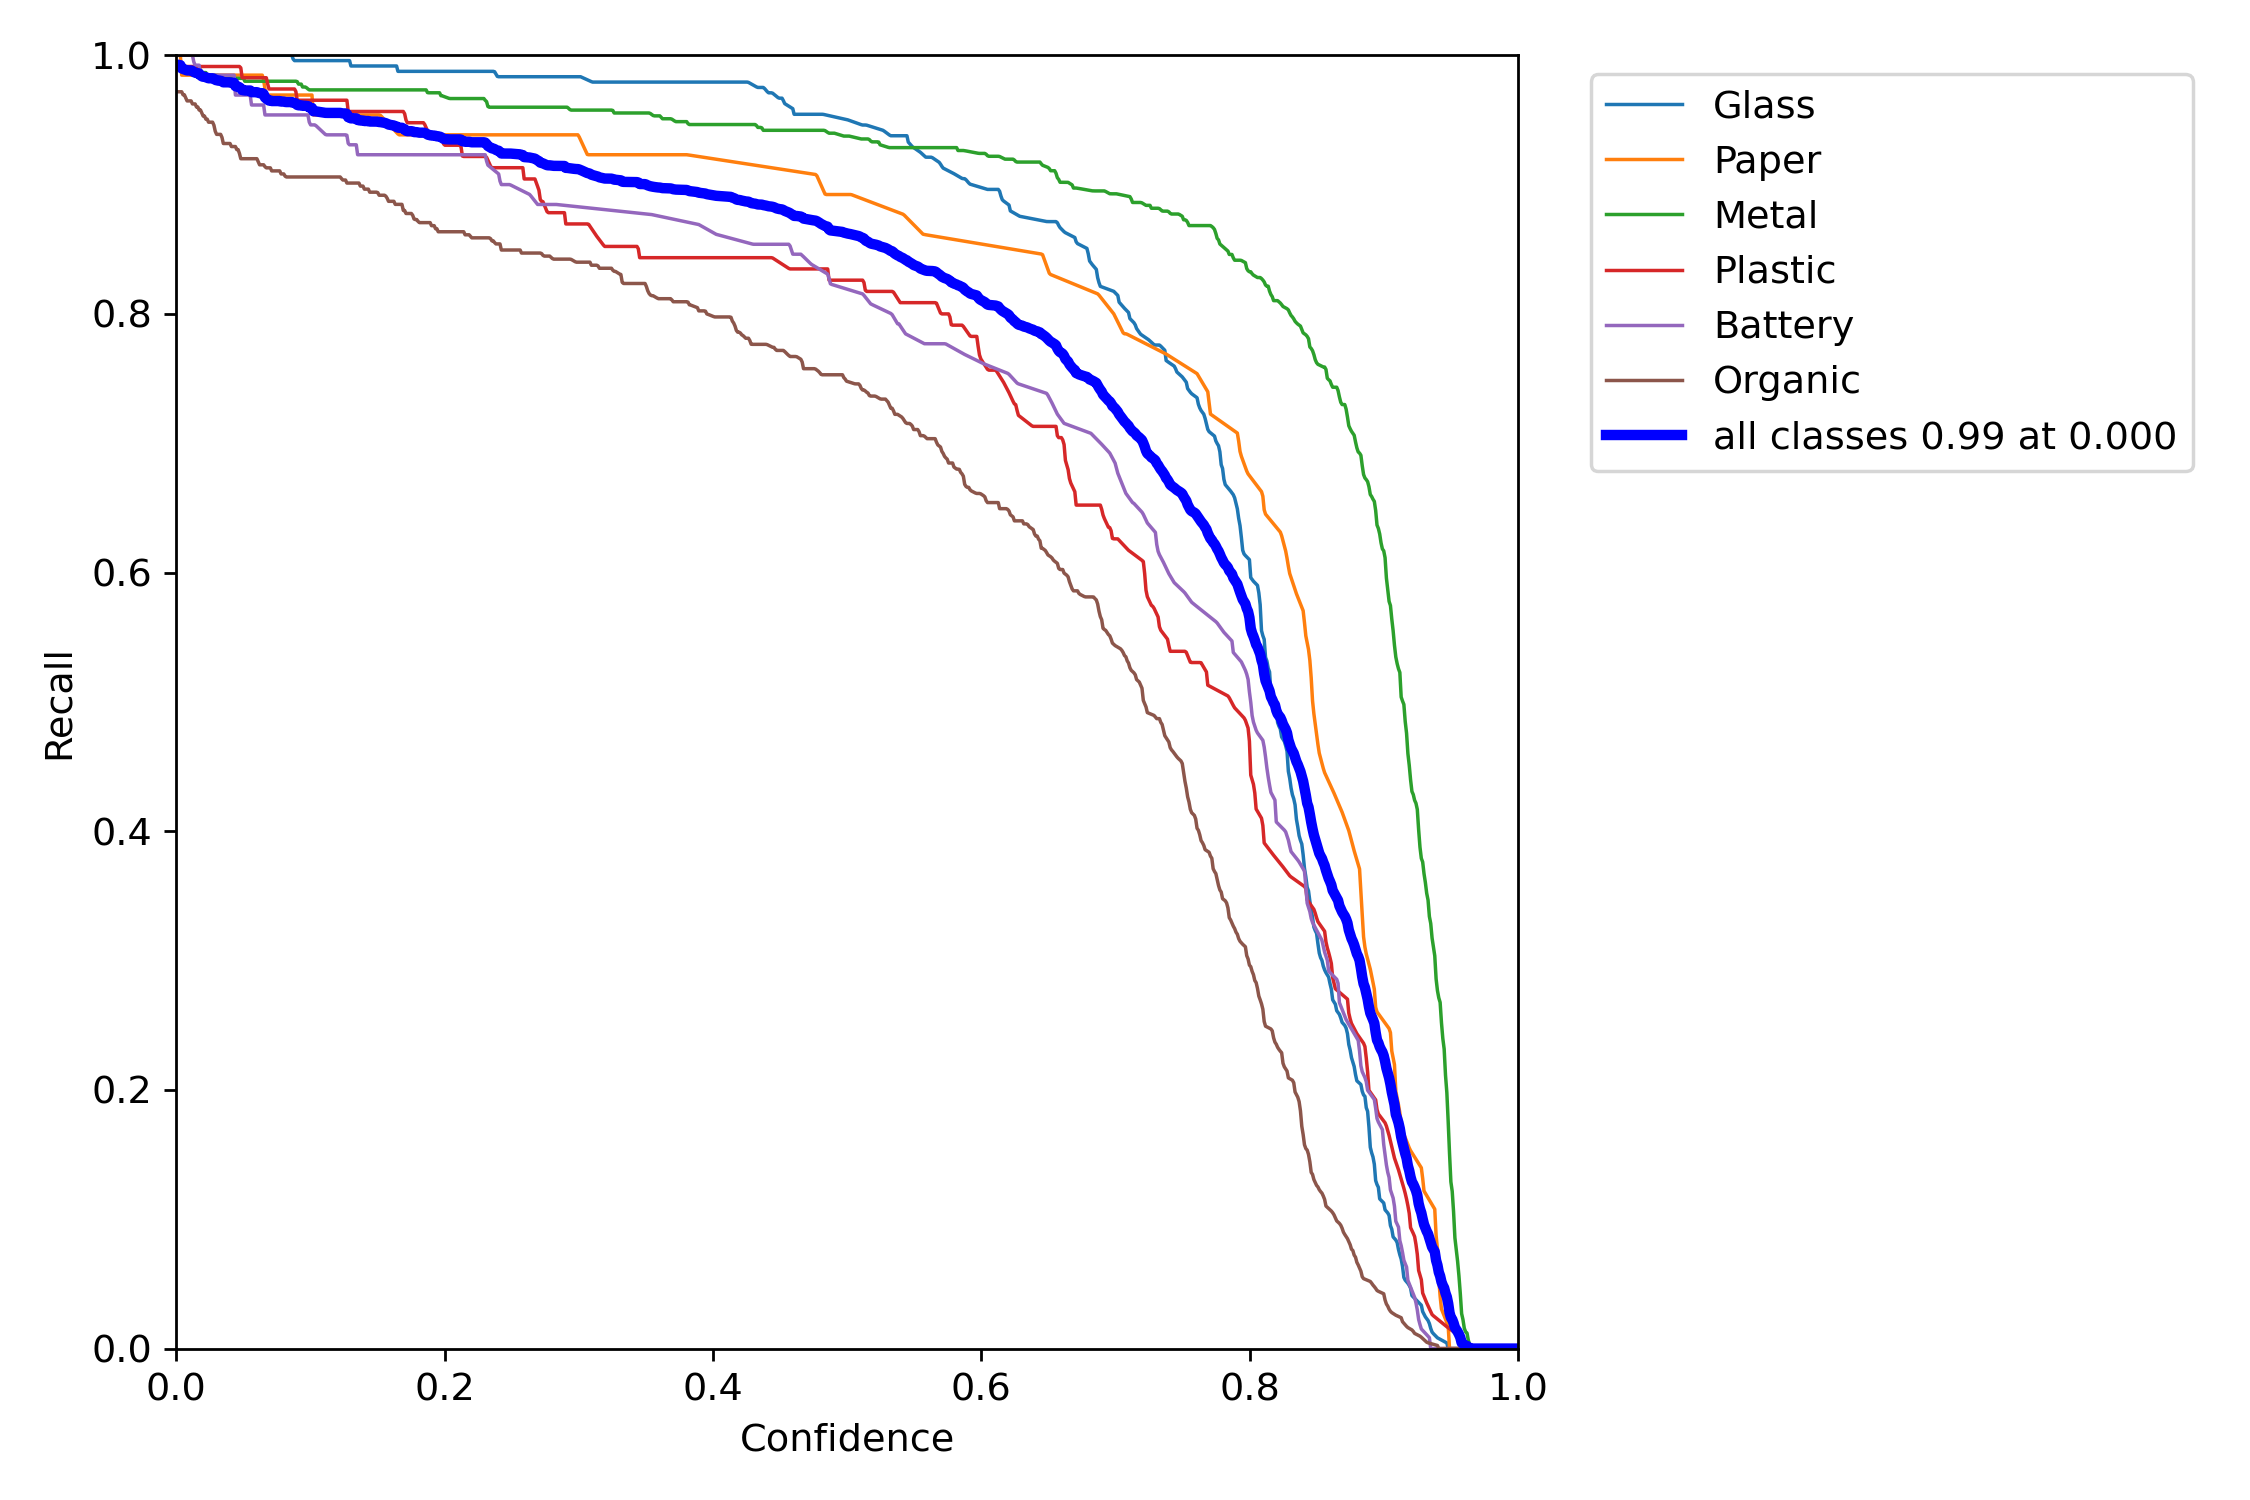 1.0
0.8
0.6
0.4
0.2
0.0
Recall
0.0 0.2 0.4 0.6 0.8 1.0
Confidence
Glass
Paper
Metal
Plastic
Battery
Organic
all classes 0.99 at 0.000